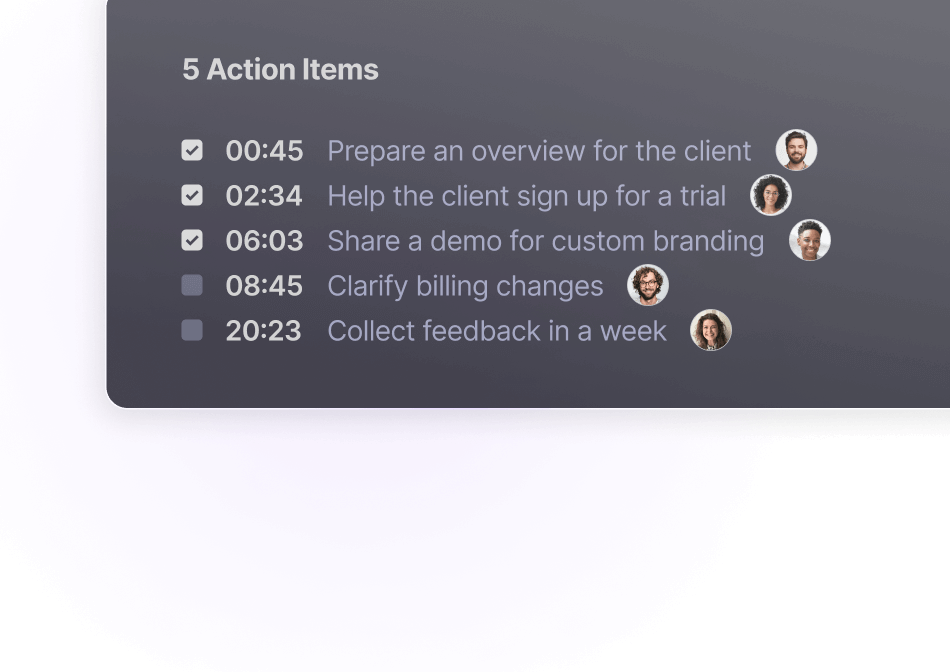 5 Action Items
00:45 Prepare an overview for the client
02:34 Help the client sign up for a trial
06:03 Share a demo for custom branding
08:45 Clarify billing changes
20:23 Collect feedback in a week